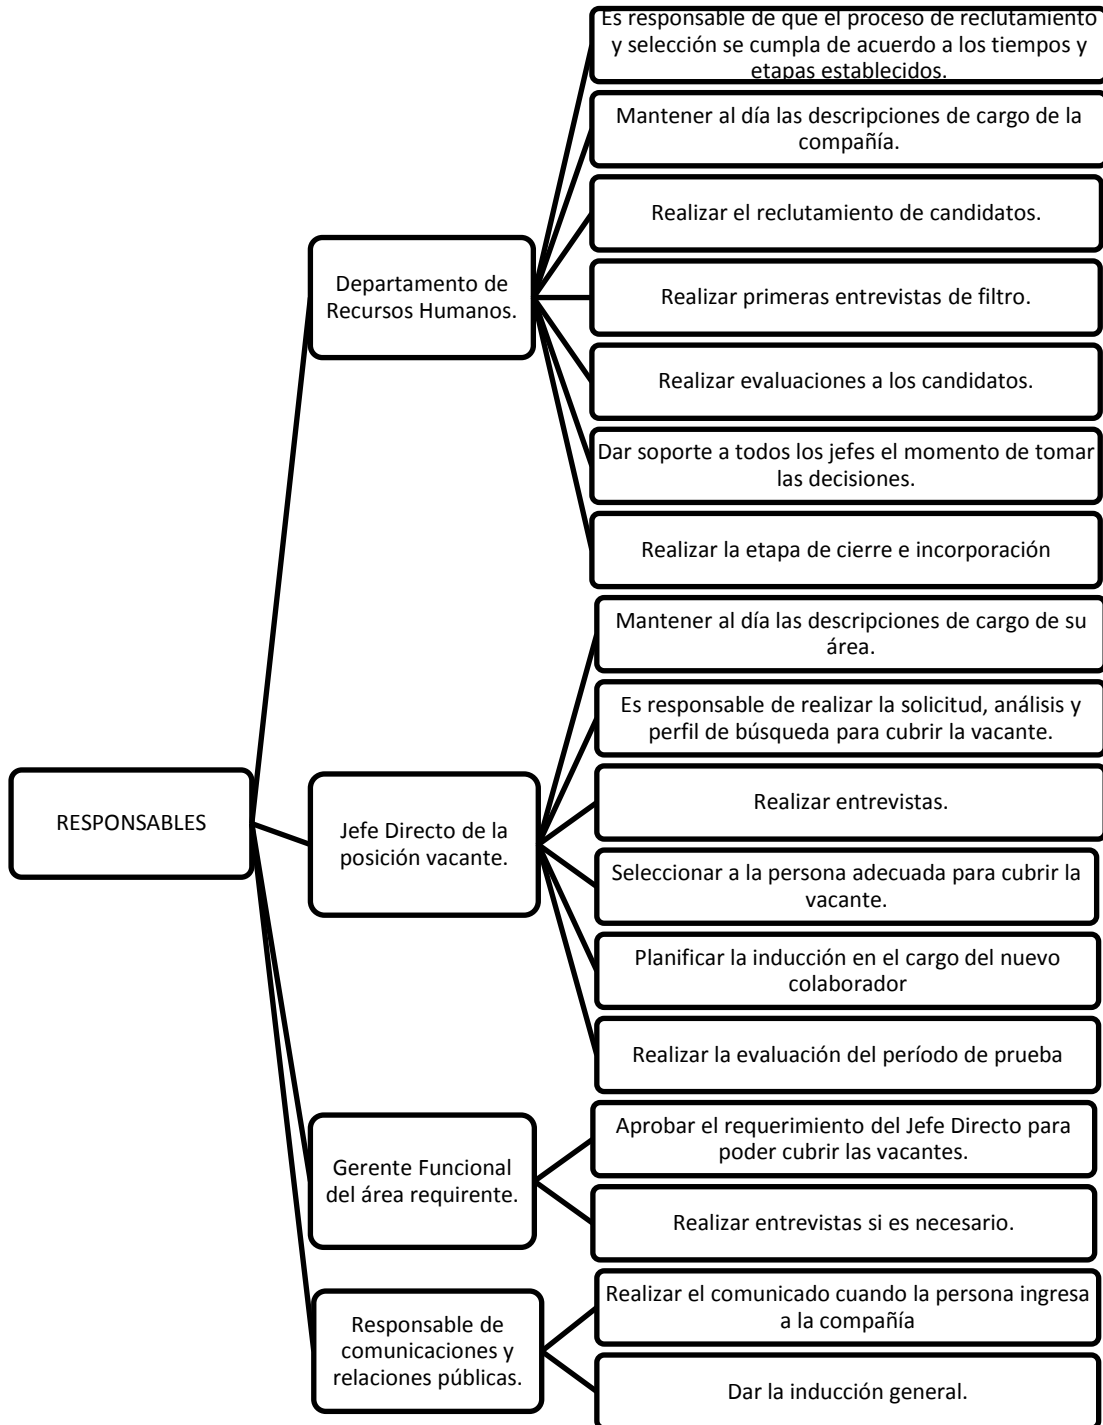 RESPONSABLES
Departamento de
Recursos Humanos.
Es responsable de que el proceso de reclutamiento
y selección se cumpla de acuerdo a los tiempos y
etapas establecidos.
Mantener al día las descripciones de cargo de la
compañía.
Realizar el reclutamiento de candidatos.
Realizar primeras entrevistas de filtro.
Realizar evaluaciones a los candidatos.
Dar soporte a todos los jefes el momento de tomar
las decisiones.
Realizar la etapa de cierre e incorporación
Jefe Directo de la
posición vacante.
Mantener al día las descripciones de cargo de su
área.
Es responsable de realizar la solicitud, análisis y
perfil de búsqueda para cubrir la vacante.
Realizar entrevistas.
Seleccionar a la persona adecuada para cubrir la
vacante.
Planificar la inducción en el cargo del nuevo
colaborador
Realizar la evaluación del período de prueba
Gerente Funcional
del área requirente.
Aprobar el requerimiento del Jefe Directo para
poder cubrir las vacantes.
Realizar entrevistas si es necesario.
Responsable de
comunicaciones y
relaciones públicas.
Realizar el comunicado cuando la persona ingresa
a la compañía
Dar la inducción general.